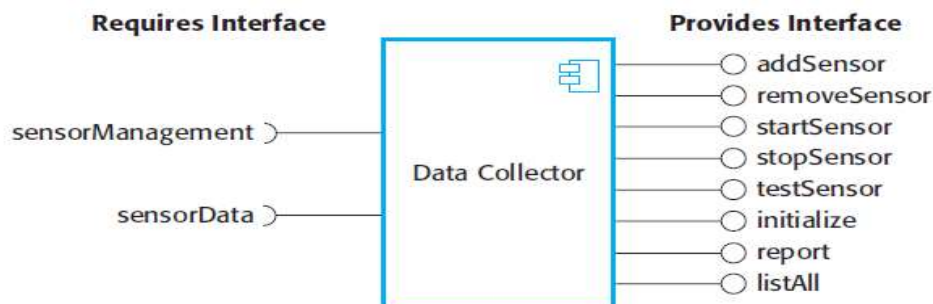 Requires Interface
Provides Interface
sensorManagement
sensorData
Data Collector
addSensor
removeSensor
startSensor
stopSensor
testSensor
initialize
report
listAll